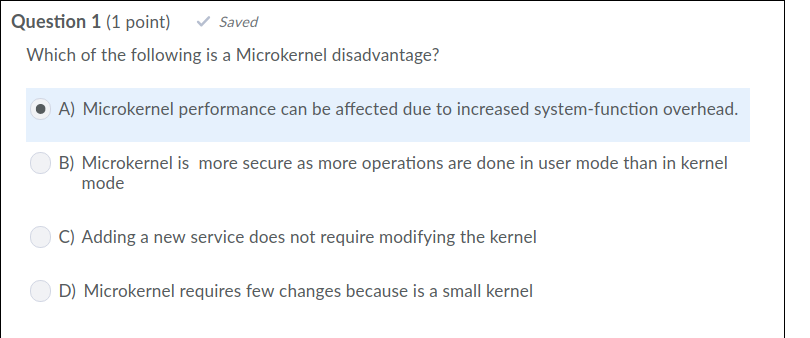 Question 1 (1 point) ✓ Saved
Which of the following is a Microkernel disadvantage?
A) Microkernel performance can be affected due to increased system-function overhead.
B) Microkernel is  more secure as more operations are done in user mode than in kernel
mode
C) Adding a new service does not require modifying the kernel
D) Microkernel requires few changes because is a small kernel